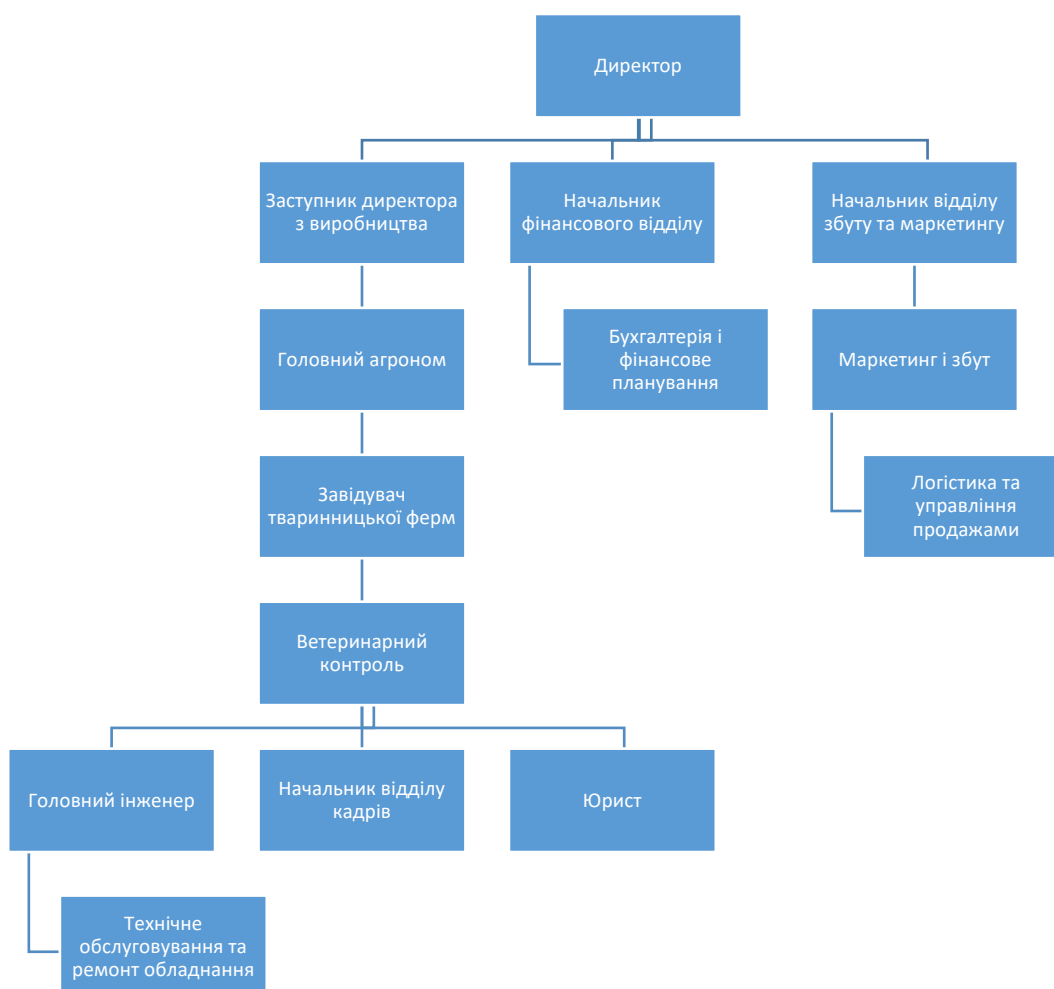 Директор
Заступник директора
з виробництва
Начальник
фінансового відділу
Начальник відділу
збуту та маркетингу
Головний агроном
Бухгалтерія і
фінансове
планування
Маркетинг і збут
Завідувач
тваринницької ферм
Логістика та
управління
продажами
Ветеринарний
контроль
Головний інженер
Начальник відділу
кадрів
Юрист
Технічне
обслуговування та
ремонт обладнання